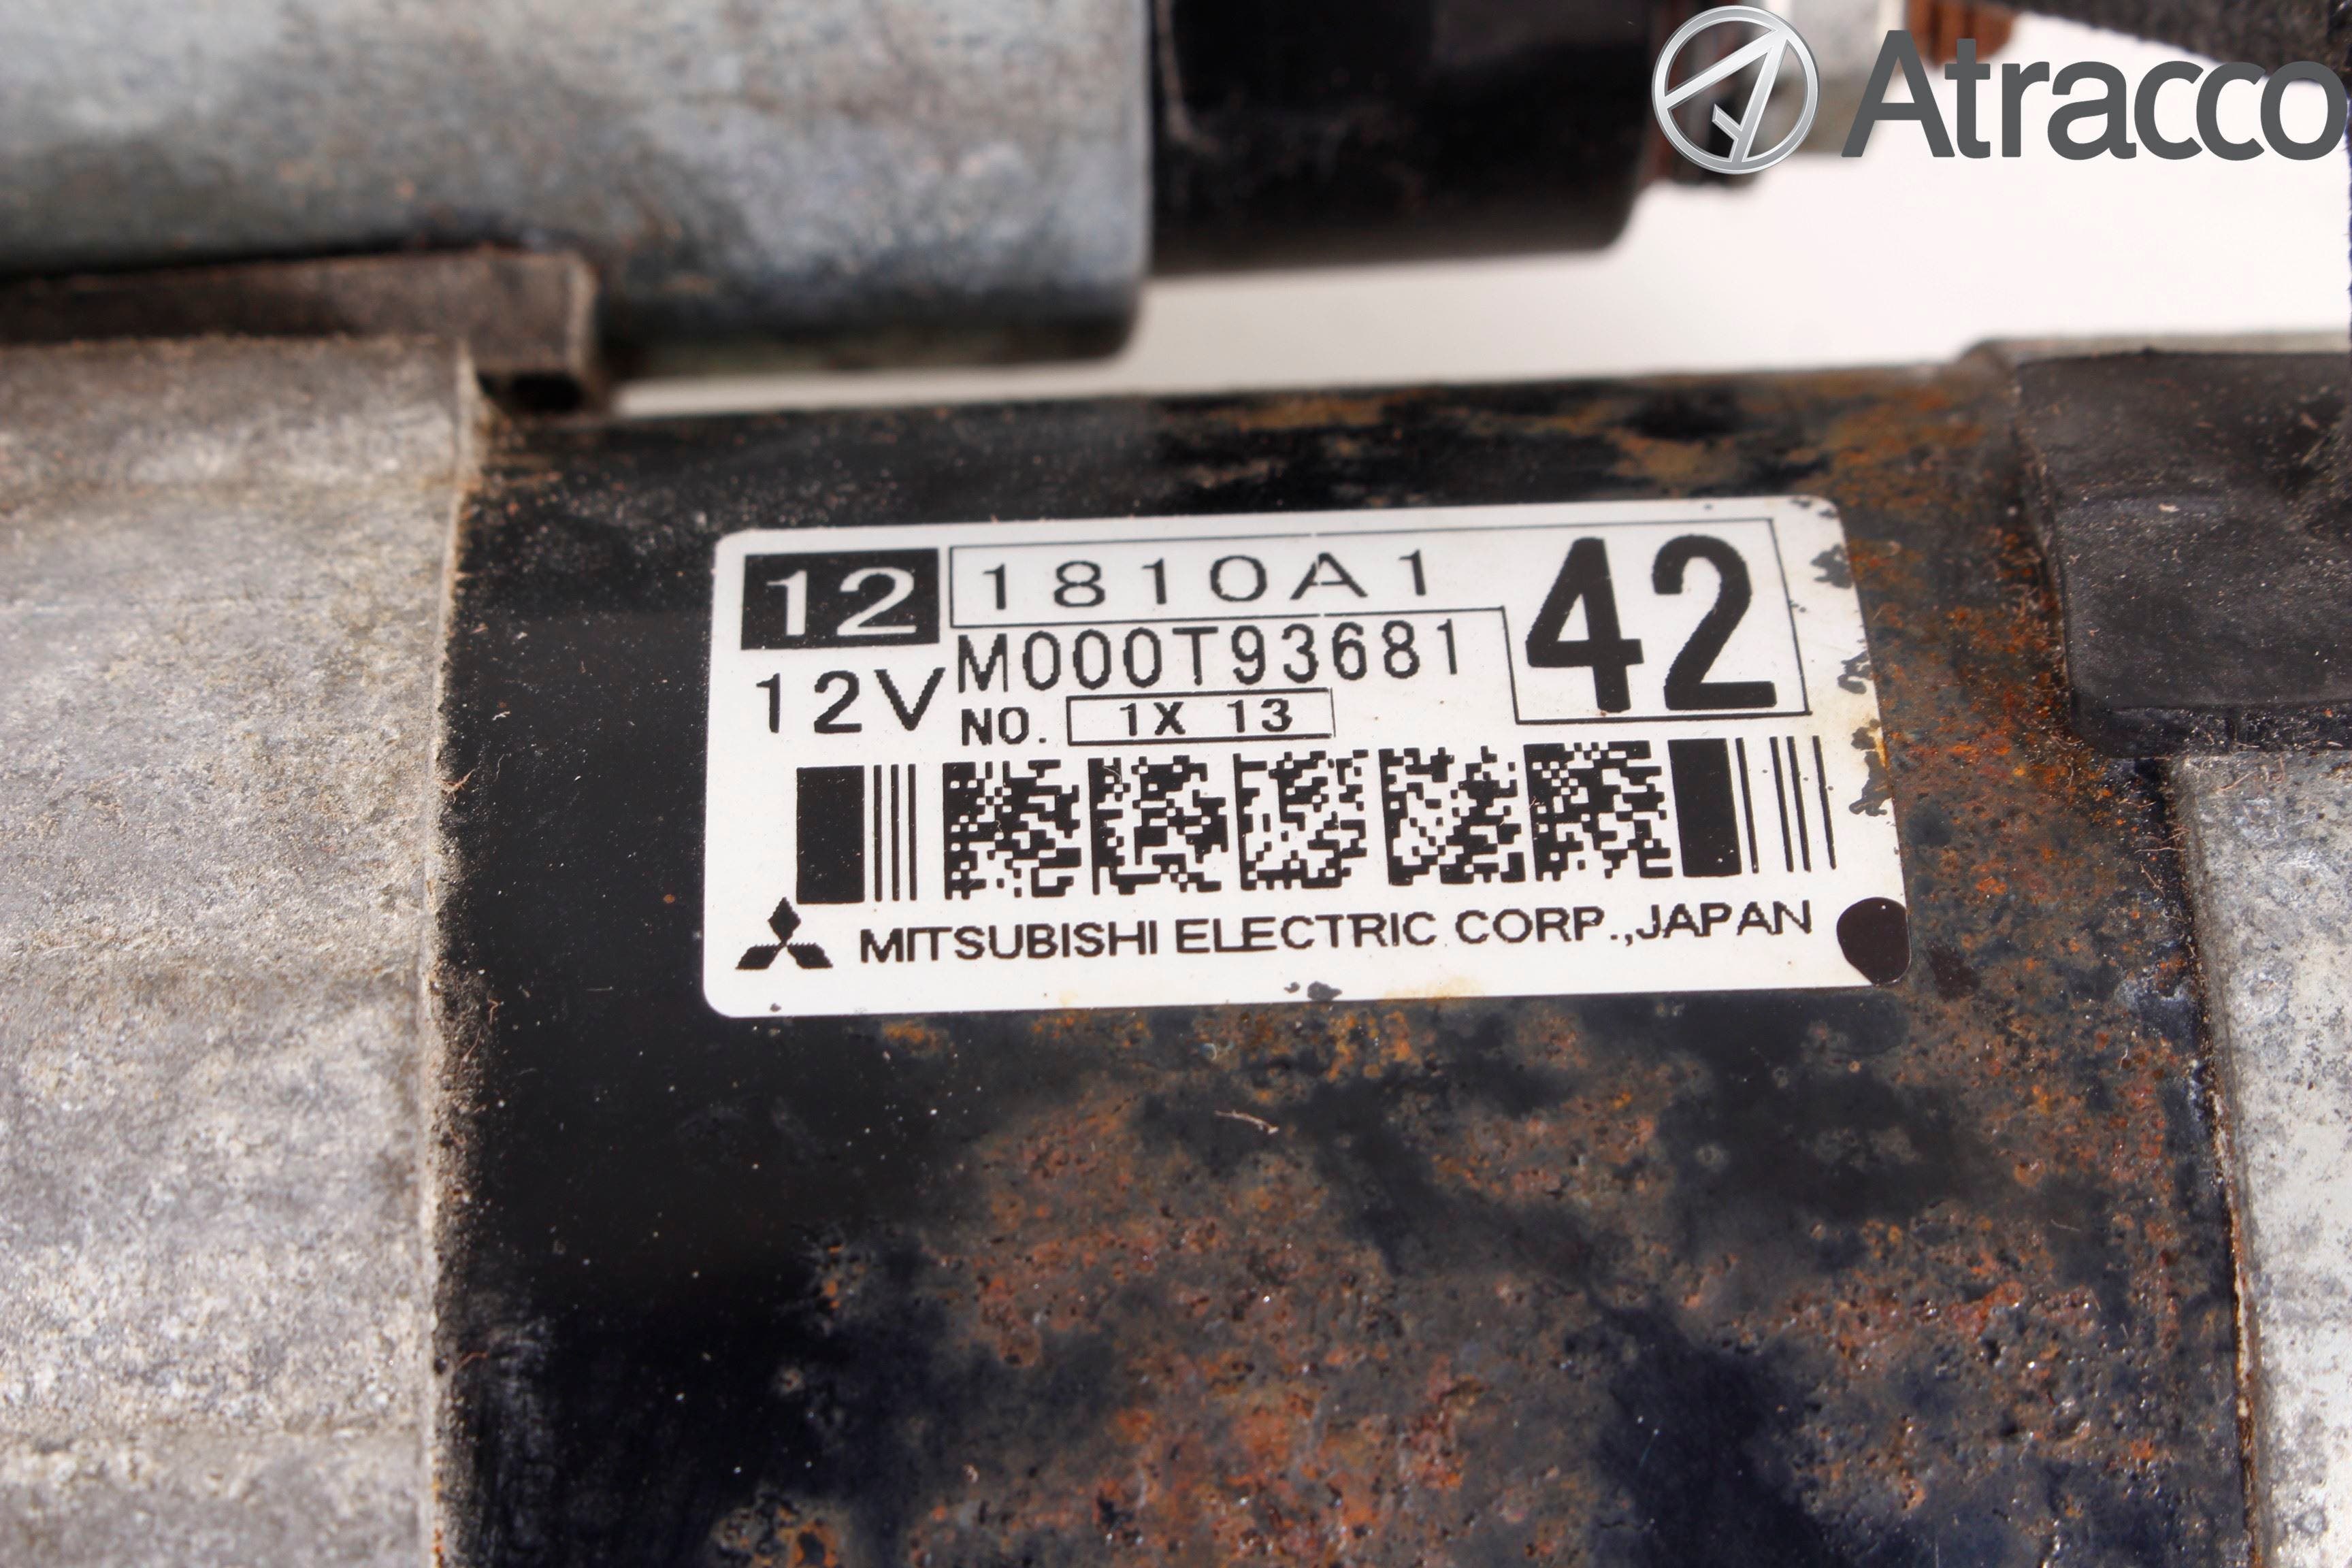 Atracco
12 1810A1 42
12V M000T93681
NO. 1X 13
MITSUBISHI ELECTRIC CORP.,JAPAN